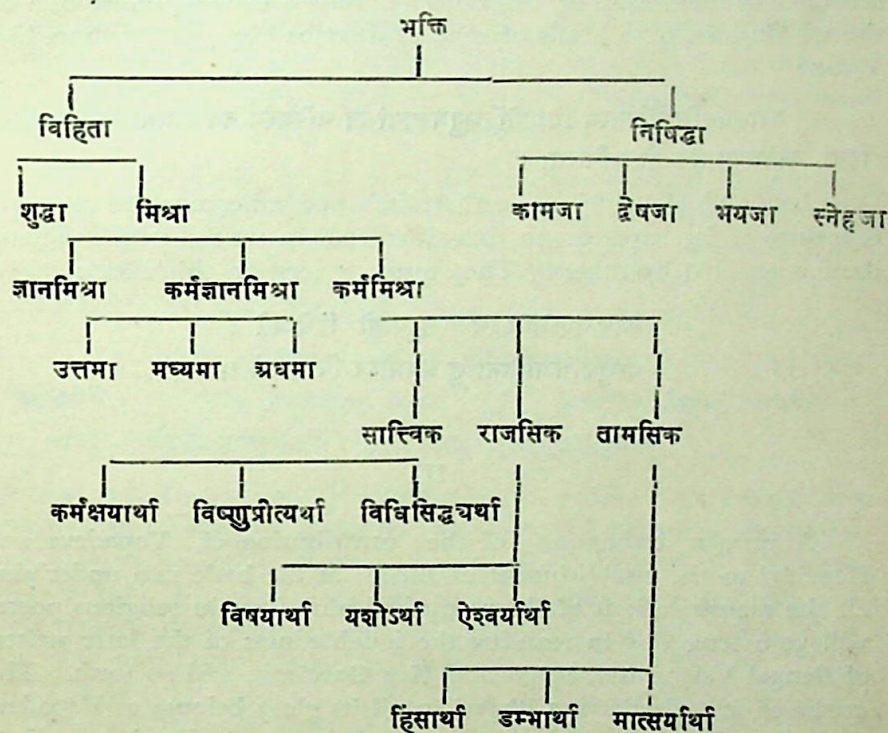 भक्ति
विहिता निषिद्धा
शुद्धा मिश्रा कामजा द्वेषजा भयजा स्नेहजा
ज्ञानमिश्रा कर्मज्ञानमिश्रा कर्ममिश्रा
उत्तमा मध्यमा अधमा
सात्त्विक राजसिक तामसिक
कर्मक्षयार्था विष्णुप्रीत्यर्था विधिसिद्ध्यर्था
विषयार्था यशोऽर्था ऐश्वर्यार्था
हिंसार्था डम्भार्था मात्सर्यार्था